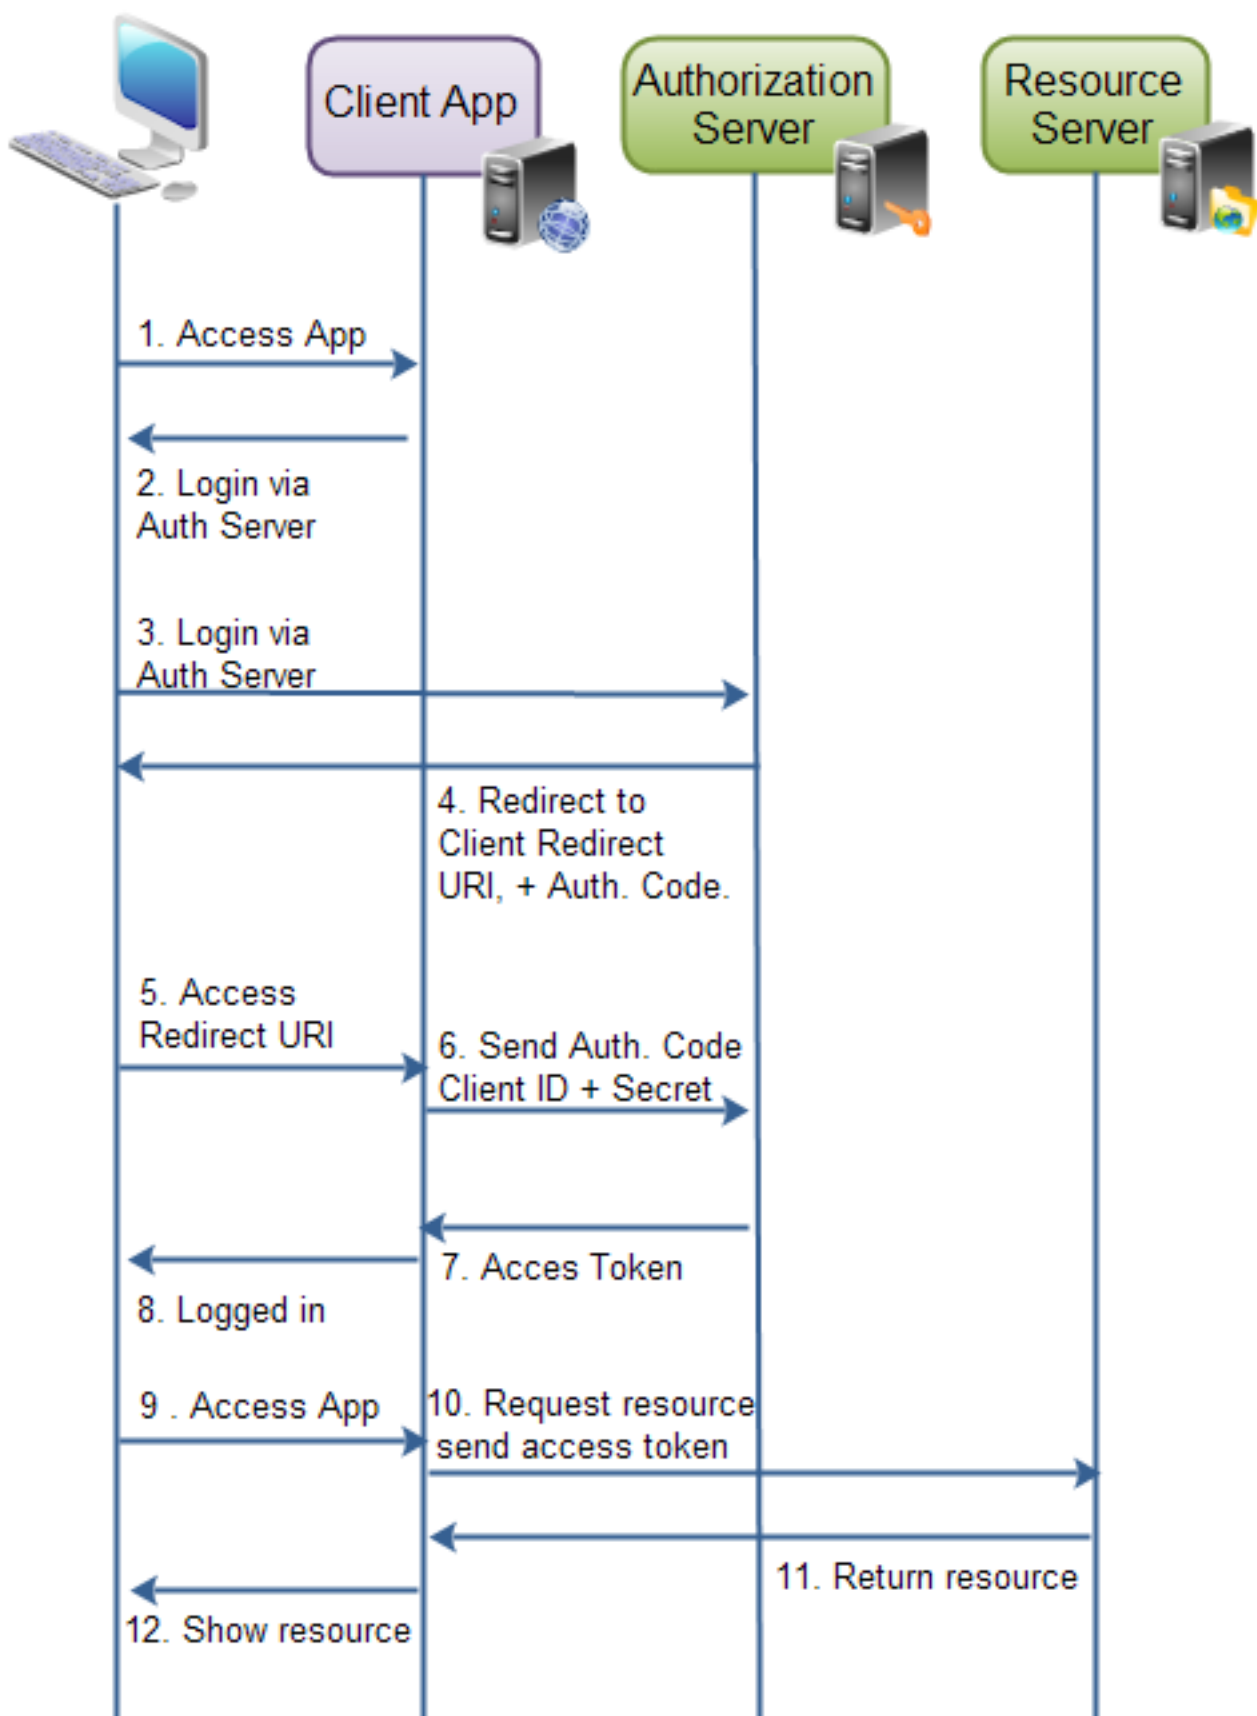 Client App
Authorization
Server
Resource
Server
1. Access App
2. Login via
Auth Server
3. Login via
Auth Server
4. Redirect to
Client Redirect
URI, + Auth. Code.
5. Access
Redirect URI
6. Send Auth. Code
Client ID + Secret
7. Acces Token
8. Logged in
9 . Access App
10. Request resource
send access token
11. Return resource
12. Show resource